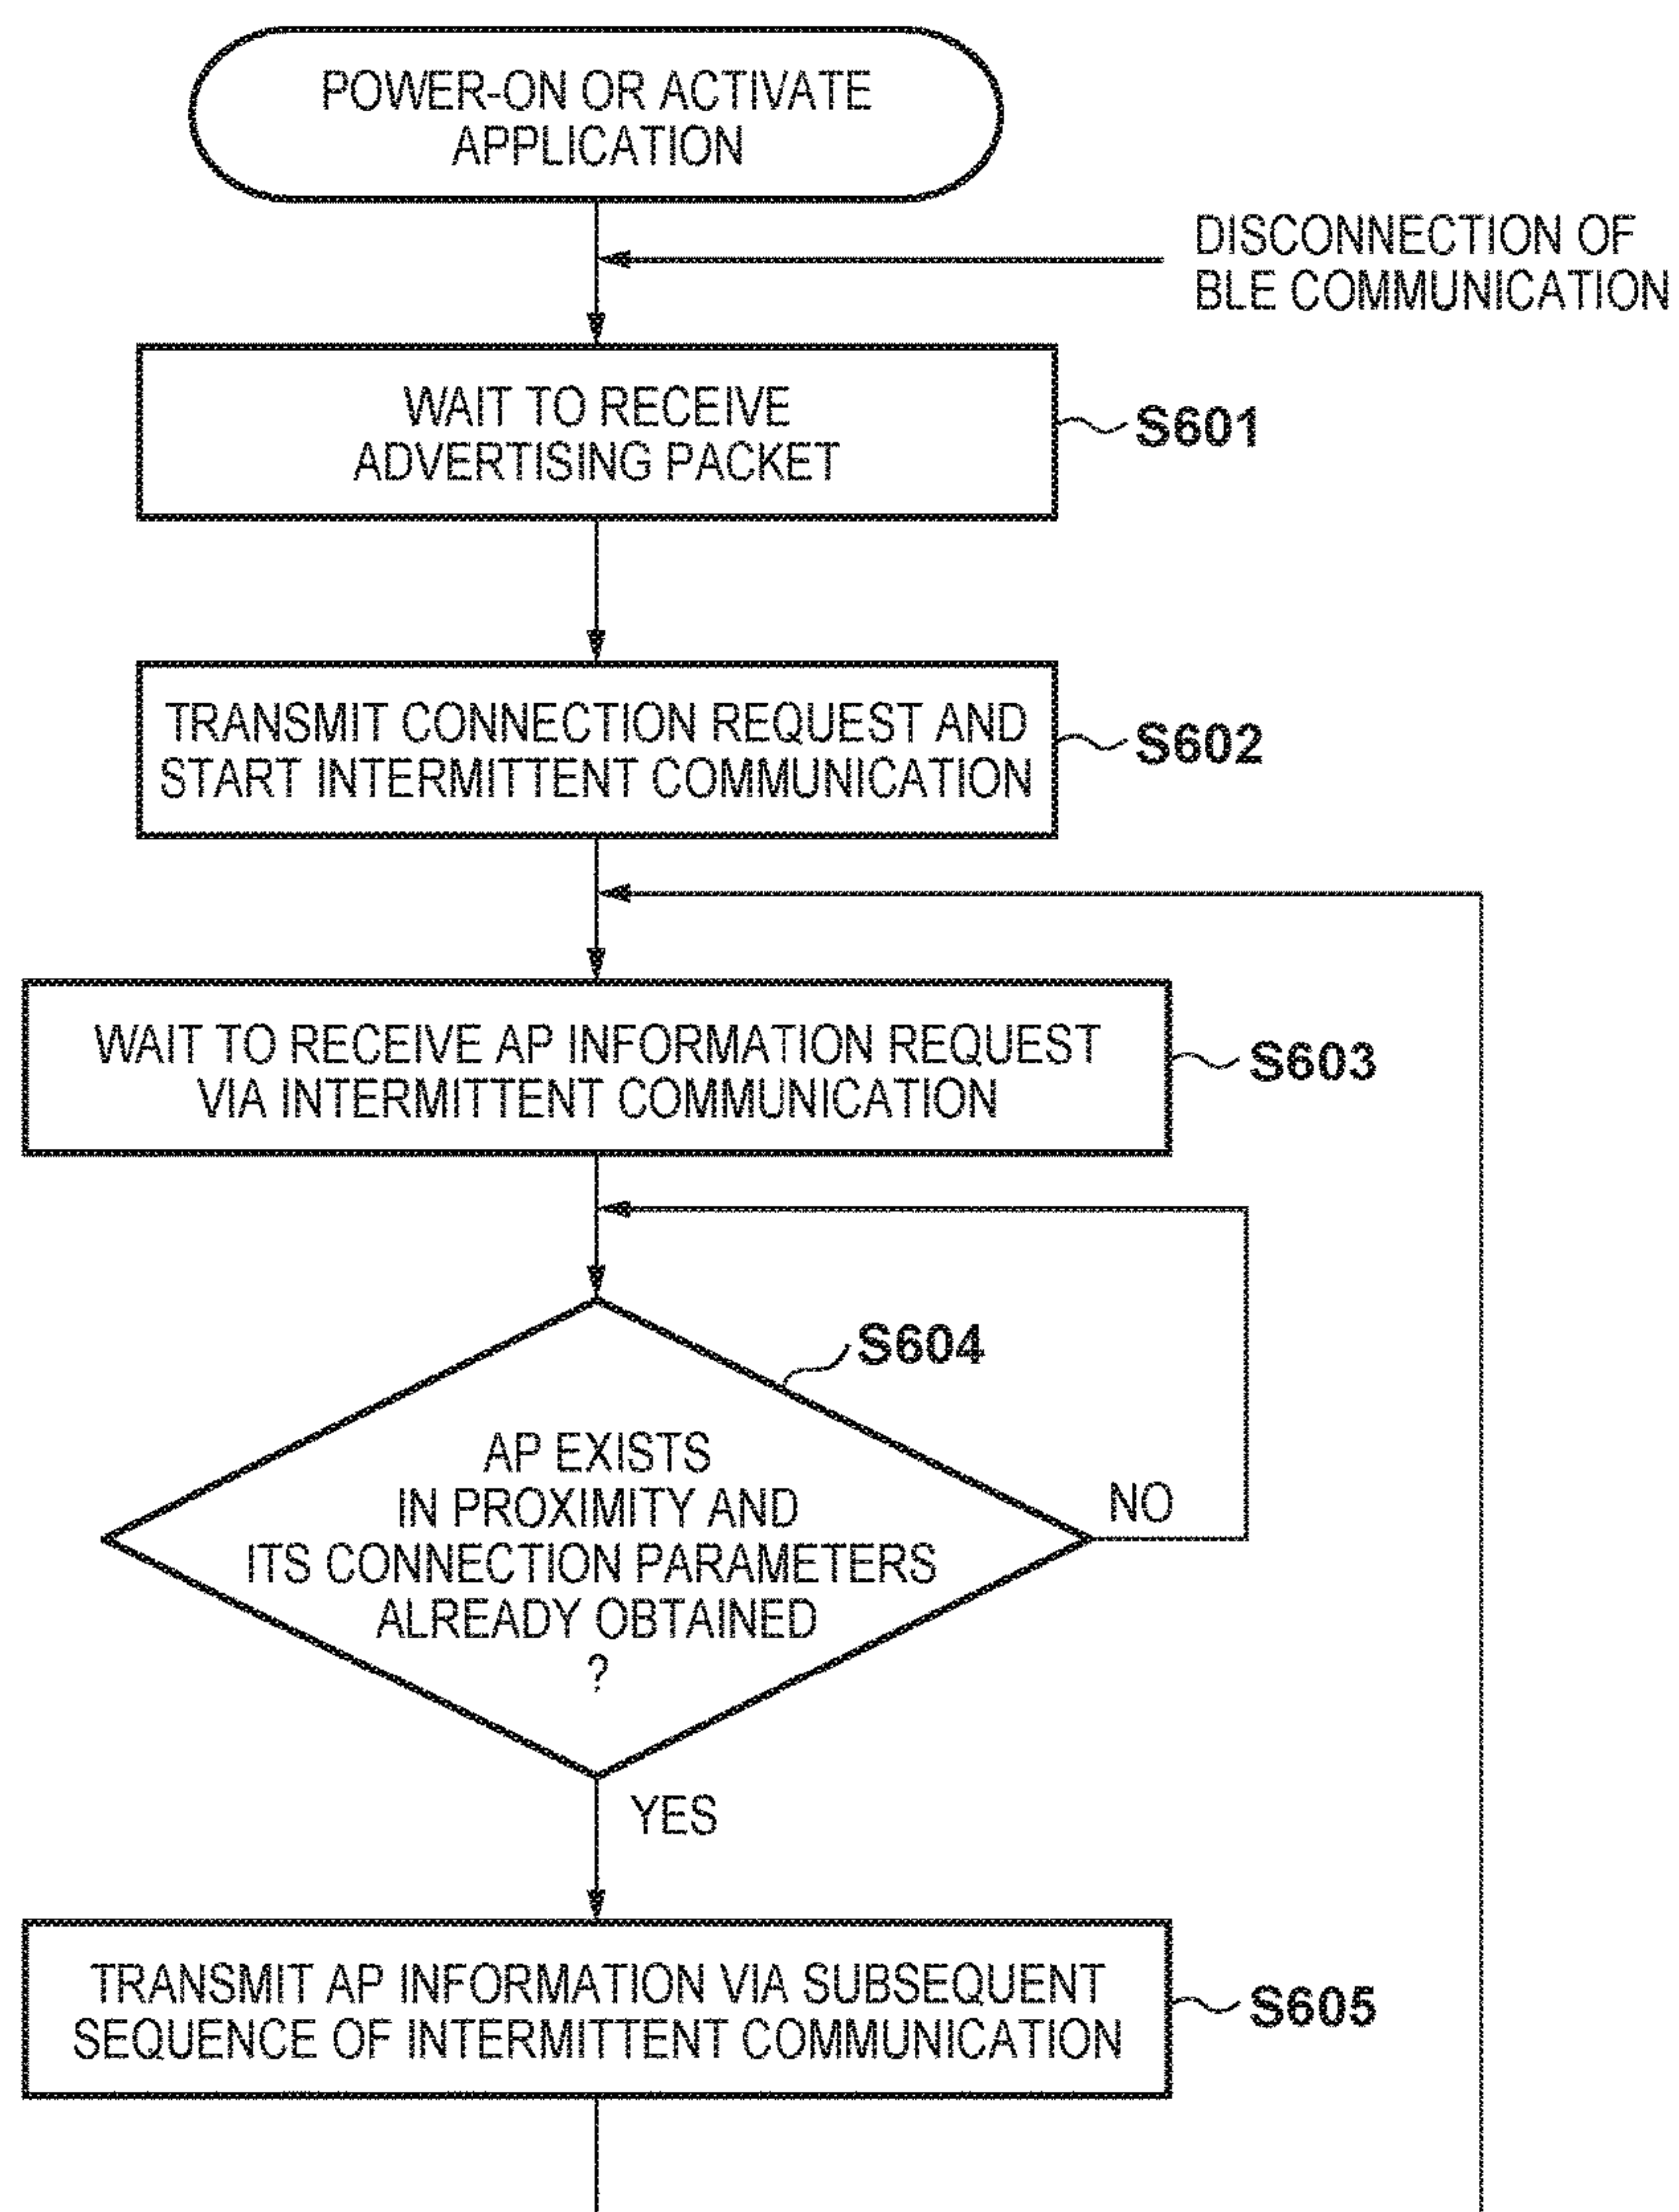 POWER-ON OR ACTIVATE
APPLICATION
DISCONNECTION OF
BLE COMMUNICATION
WAIT TO RECEIVE
ADVERTISING PACKET
S601
TRANSMIT CONNECTION REQUEST AND
START INTERMITTENT COMMUNICATION
S602
WAIT TO RECEIVE AP INFORMATION REQUEST
VIA INTERMITTENT COMMUNICATION
S603
S604
AP EXISTS
IN PROXIMITY AND
ITS CONNECTION PARAMETERS
ALREADY OBTAINED
?
NO
YES
TRANSMIT AP INFORMATION VIA SUBSEQUENT
SEQUENCE OF INTERMITTENT COMMUNICATION
S605